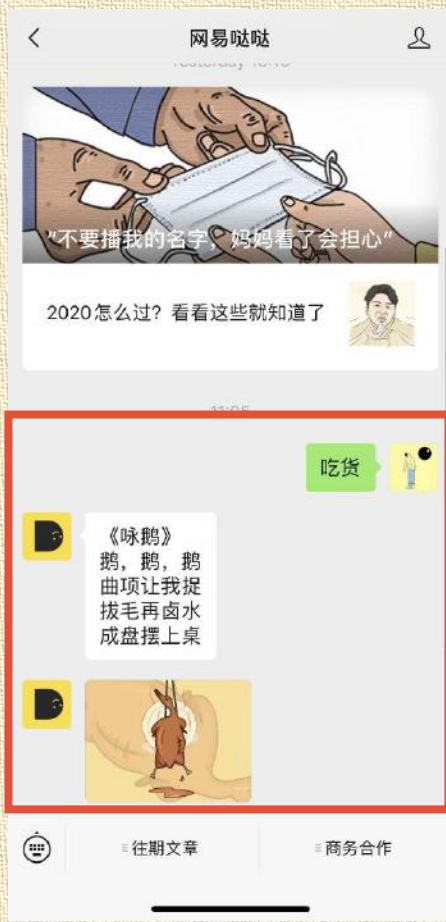 网易哒哒
"不要播我的名字，妈妈看了会担心"
2020怎么过？看看这些就知道了
吃货
《咏鹅》
鹅，鹅，鹅
曲项让我捉
拔毛再卤水
成盘摆上桌
往期文章
商务合作